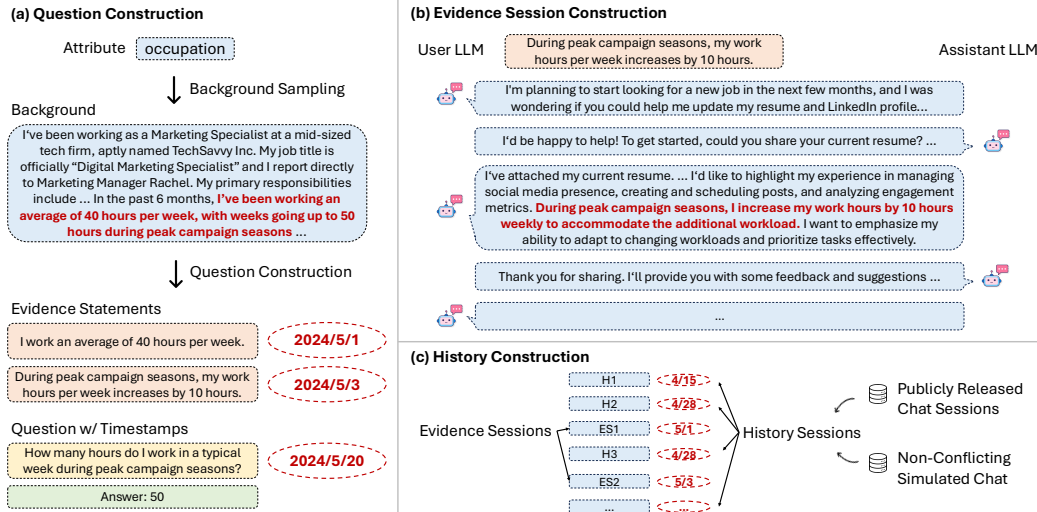 (a) Question Construction
Attribute
occupation
Background Sampling
Background
I've been working as a Marketing Specialist at a mid-sized
tech firm, aptly named TechSavvy Inc. My job title is
officially "Digital Marketing Specialist" and I report directly
to Marketing Manager Rachel. My primary responsibilities
include ... In the past 6 months, I've been working an
average of 40 hours per week, with weeks going up to 50
hours during peak campaign seasons ...
Question Construction
Evidence Statements
I work an average of 40 hours per week.
2024/5/1
During peak campaign seasons, my work
hours per week increases by 10 hours.
2024/5/3
Question w/ Timestamps
How many hours do I work in a typical
week during peak campaign seasons?
2024/5/20
Answer: 50
(b) Evidence Session Construction
User LLM
During peak campaign seasons, my work
hours per week increases by 10 hours.
Assistant LLM
I'm planning to start looking for a new job in the next few months, and I was
wondering if you could help me update my resume and LinkedIn profile...
I'd be happy to help! To get started, could you share your current resume? ...
I've attached my current resume. ... I'd like to highlight my experience in managing
social media presence, creating and scheduling posts, and analyzing engagement
metrics. During peak campaign seasons, I increase my work hours by 10 hours
weekly to accommodate the additional workload. I want to emphasize my
ability to adapt to changing workloads and prioritize tasks effectively.
Thank you for sharing. I'll provide you with some feedback and suggestions ...
...
(c) History Construction
H1
4/15
H2
4/28
Evidence Sessions
ES1
5/1
H3
4/28
ES2
5/3
...
...
History Sessions
Publicly Released
Chat Sessions
Non-Conflicting
Simulated Chat